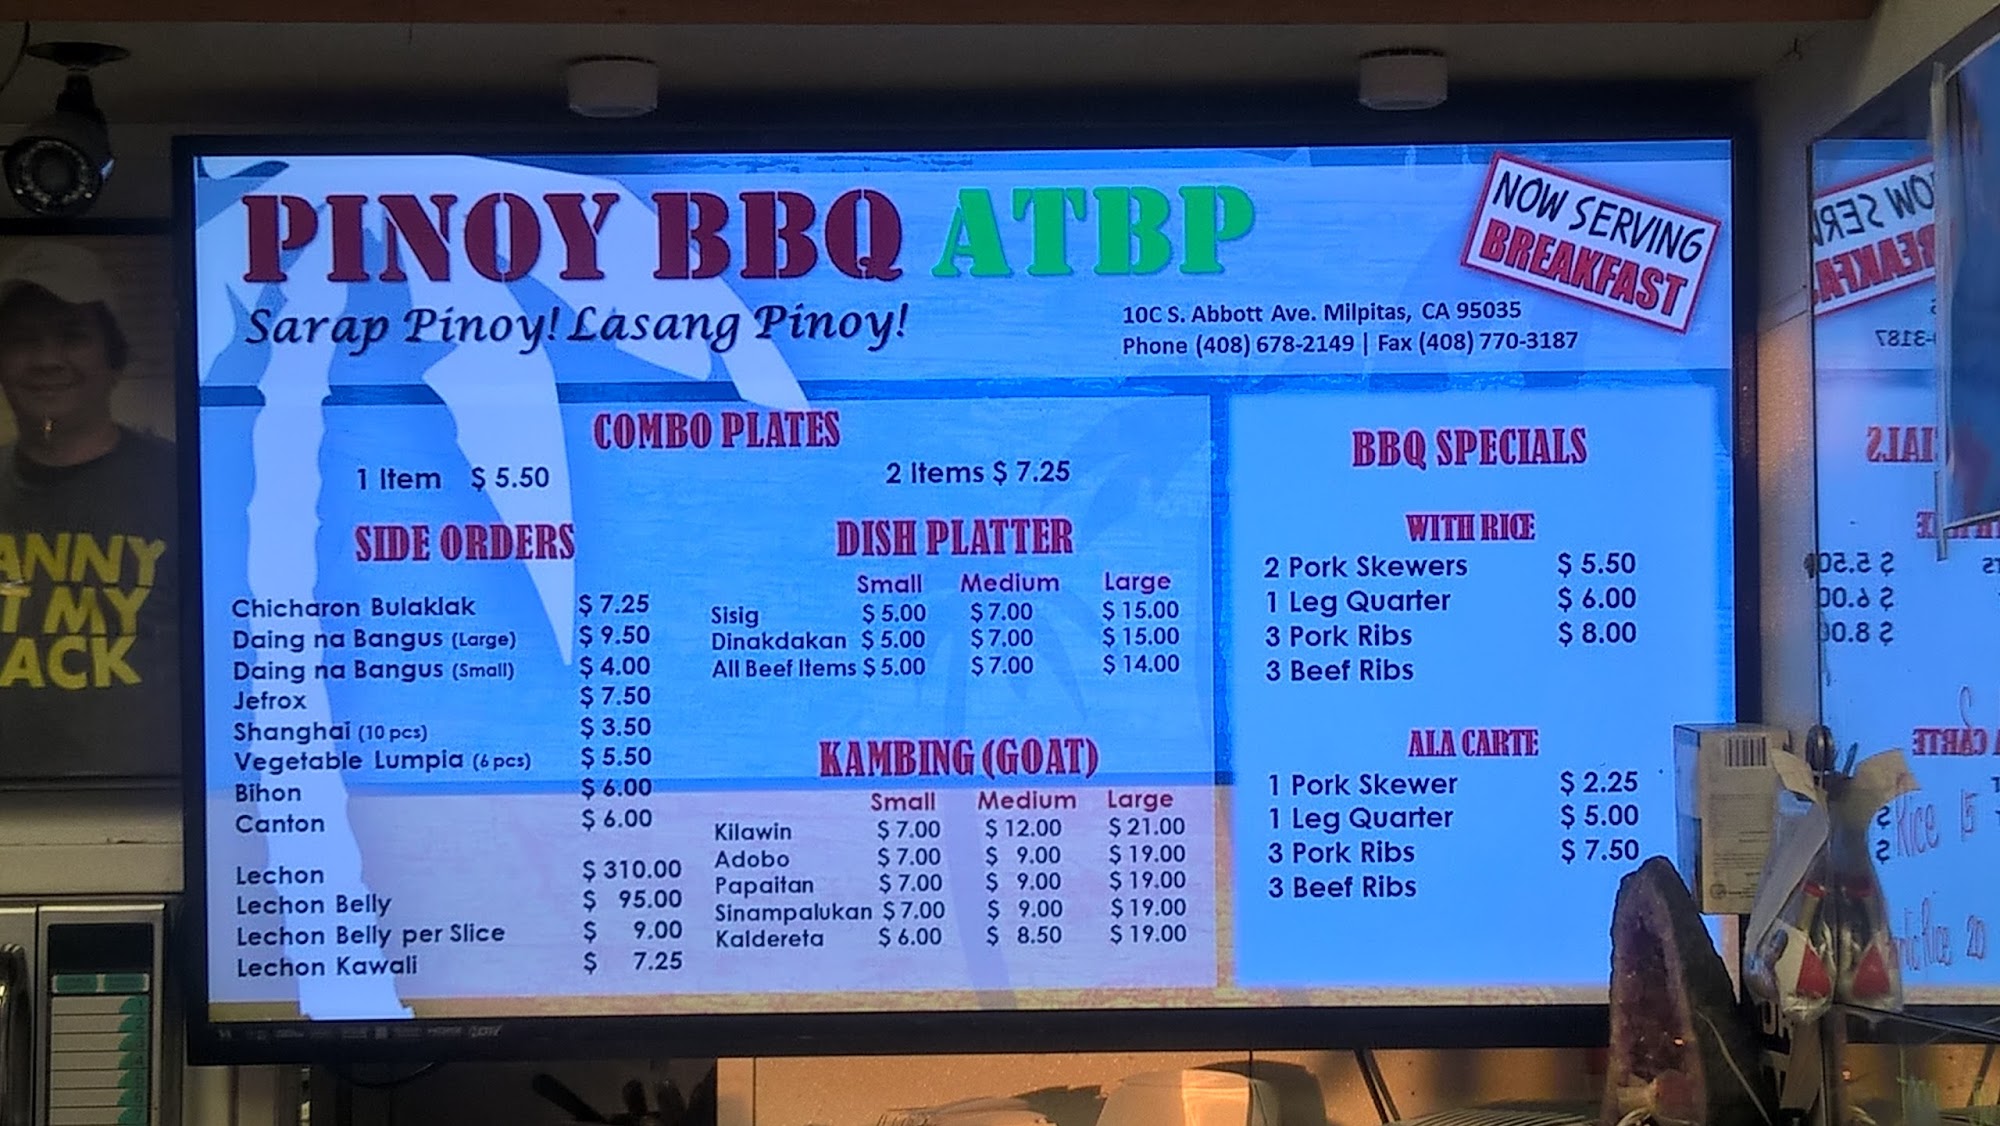 PINOY BBQ ATBP
Sarap Pinoy! Lasang Pinoy!
NOW SERVING
BREAKFAST
10C S. Abbott Ave. Milpitas, CA 95035
Phone (408) 678-2149 | Fax (408) 770-3187
COMBO PLATES
1 Item $ 5.50
2 Items $ 7.25
SIDE ORDERS
Chicharon Bulaklak $ 7.25
Daing na Bangus (Large) $ 9.50
Daing na Bangus (Small) $ 4.00
Jefrox $ 7.50
Shanghai (10 pcs) $ 3.50
Vegetable Lumpia (6 pcs) $ 5.50
Bihon $ 6.00
Canton $ 6.00
Lechon $ 310.00
Lechon Belly $ 95.00
Lechon Belly per Slice $ 9.00
Lechon Kawali $ 7.25
DISH PLATTER
Small Medium Large
Sisig $ 5.00 $ 7.00 $ 15.00
Dinakdakan $ 5.00 $ 7.00 $ 15.00
All Beef Items $ 5.00 $ 7.00 $ 14.00
KAMBING (GOAT)
Small Medium Large
Kilawin $ 7.00 $ 12.00 $ 21.00
Adobo $ 7.00 $ 9.00 $ 19.00
Papaitan $ 7.00 $ 9.00 $ 19.00
Sinampalukan $ 7.00 $ 9.00 $ 19.00
Kaldereta $ 6.00 $ 8.50 $ 19.00
BBQ SPECIALS
WITH RICE
2 Pork Skewers $ 5.50
1 Leg Quarter $ 6.00
3 Pork Ribs $ 8.00
3 Beef Ribs
ALA CARTE
1 Pork Skewer $ 2.25
1 Leg Quarter $ 5.00
3 Pork Ribs $ 7.50
3 Beef Ribs
ANNY
T MY
ACK
Rice 15
Rice 20